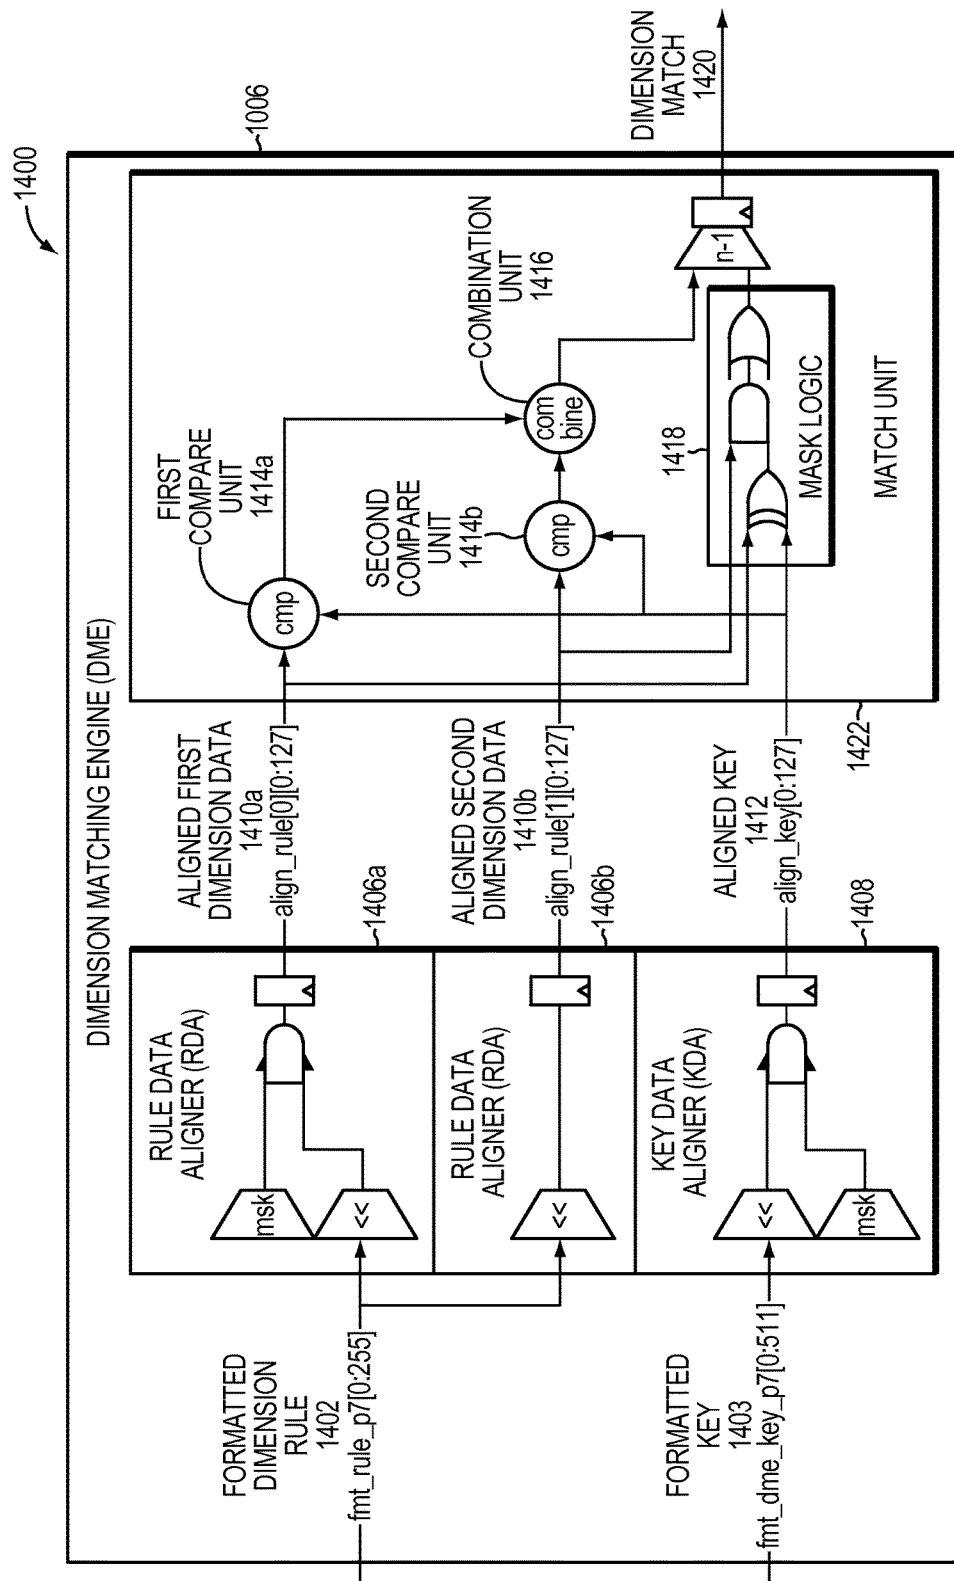 1400
DIMENSION MATCHING ENGINE (DME)
1006
FORMATTED
DIMENSION
RULE
1402
fmt_rule_p7[0:255]
FORMATTED
KEY
1403
fmt_dme_key_p7[0:511]
RULE DATA
ALIGNER (RDA)
msk
<<
RULE DATA
ALIGNER (RDA)
<<
KEY DATA
ALIGNER (KDA)
<<
msk
1406a
1406b
1408
ALIGNED FIRST
DIMENSION DATA
1410a
align_rule[0][0:127]
ALIGNED SECOND
DIMENSION DATA
1410b
align_rule[1][0:127]
ALIGNED KEY
1412
align_key[0:127]
1422
FIRST
COMPARE
UNIT
1414a
cmp
SECOND
COMPARE
UNIT
1414b
cmp
COMBINATION
UNIT
1416
com
bine
1418
MASK LOGIC
MATCH UNIT
n-1
DIMENSION
MATCH
1420